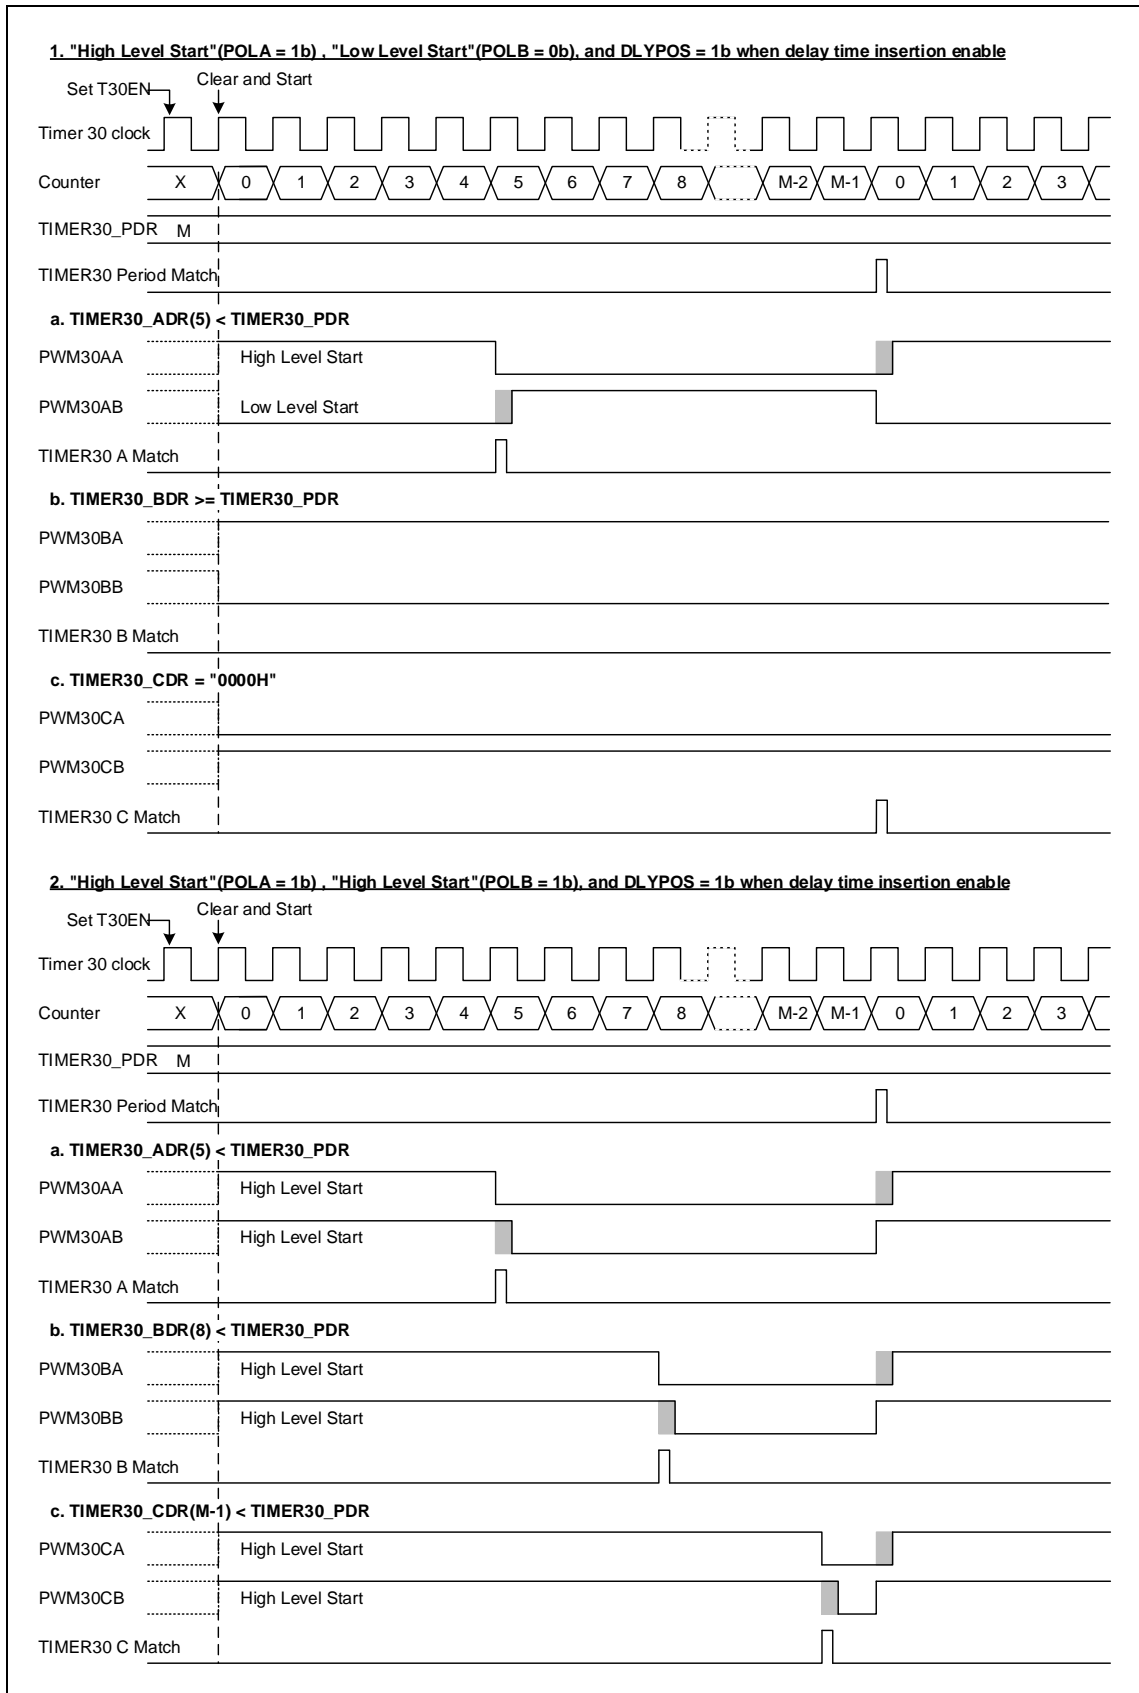 1. "High Level Start"(POLA = 1b) , "Low Level Start"(POLB = 0b), and DLYPOS = 1b when delay time insertion enable
Set T30EN Clear and Start
Timer 30 clock
Counter X 0 1 2 3 4 5 6 7 8 M-2 M-1 0 1 2 3
TIMER30_PDR M
TIMER30 Period Match
a. TIMER30_ADR(5) < TIMER30_PDR
PWM30AA High Level Start
PWM30AB Low Level Start
TIMER30 A Match
b. TIMER30_BDR >= TIMER30_PDR
PWM30BA
PWM30BB
TIMER30 B Match
c. TIMER30_CDR = "0000H"
PWM30CA
PWM30CB
TIMER30 C Match
2. "High Level Start"(POLA = 1b) , "High Level Start"(POLB = 1b), and DLYPOS = 1b when delay time insertion enable
Set T30EN Clear and Start
Timer 30 clock
Counter X 0 1 2 3 4 5 6 7 8 M-2 M-1 0 1 2 3
TIMER30_PDR M
TIMER30 Period Match
a. TIMER30_ADR(5) < TIMER30_PDR
PWM30AA High Level Start
PWM30AB High Level Start
TIMER30 A Match
b. TIMER30_BDR(8) < TIMER30_PDR
PWM30BA High Level Start
PWM30BB High Level Start
TIMER30 B Match
c. TIMER30_CDR(M-1) < TIMER30_PDR
PWM30CA High Level Start
PWM30CB High Level Start
TIMER30 C Match